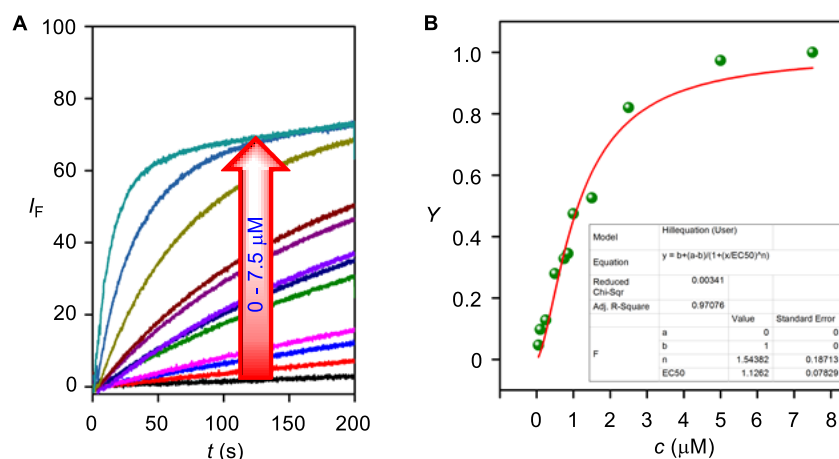 A
100
80
60
40
20
0
I_F
0 - 7.5 μM
0 50 100 150 200
t (s)
B
1.0
0.8
0.6
0.4
0.2
0
Y
Model Hillequation (User)
Equation y = b+(a-b)/(1+(x/EC50)^n)
Reduced Chi-Sqr 0.00341
Adj. R-Square 0.97076
Value Standard Error
F a 0 0
b 1 0
n 1.54382 0.18713
EC50 1.1262 0.07829
0 1 2 3 4 5 6 7 8
c (μM)